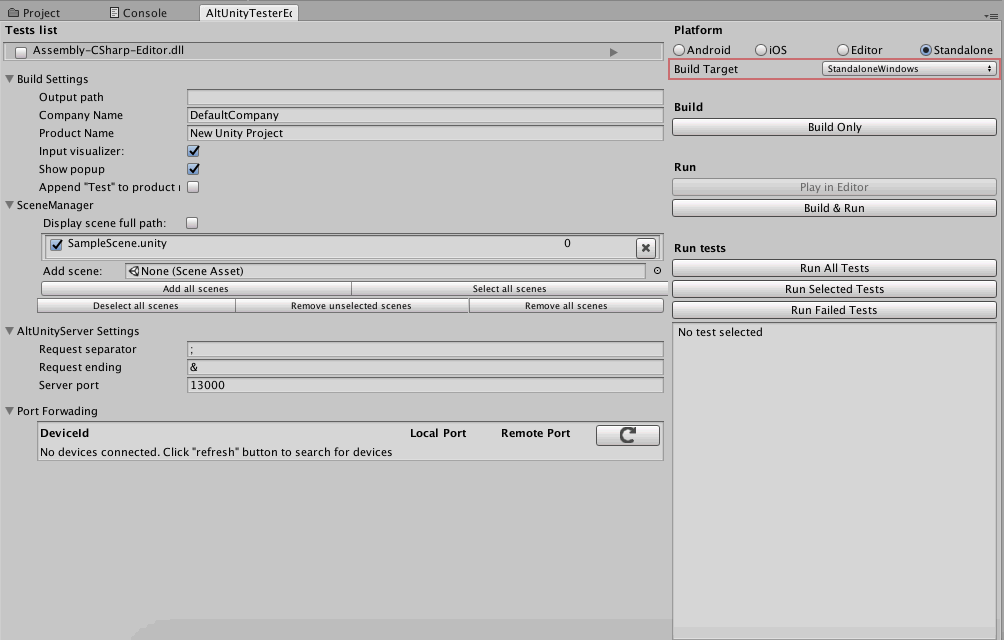 Project
Console
AltUnityTesterEd
Tests list
Assembly-CSharp-Editor.dll
Build Settings
Output path
Company Name DefaultCompany
Product Name New Unity Project
Input visualizer:
Show popup
Append "Test" to product
SceneManager
Display scene full path:
SampleScene.unity 0
Add scene: None (Scene Asset)
Add all scenes Select all scenes
Deselect all scenes Remove unselected scenes Remove all scenes
AltUnityServer Settings
Request separator ;
Request ending &
Server port 13000
Port Forwading
DeviceId Local Port Remote Port
No devices connected. Click "refresh" button to search for devices
Platform
Android iOS Editor Standalone
Build Target StandaloneWindows
Build
Build Only
Run
Play in Editor
Build & Run
Run tests
Run All Tests
Run Selected Tests
Run Failed Tests
No test selected